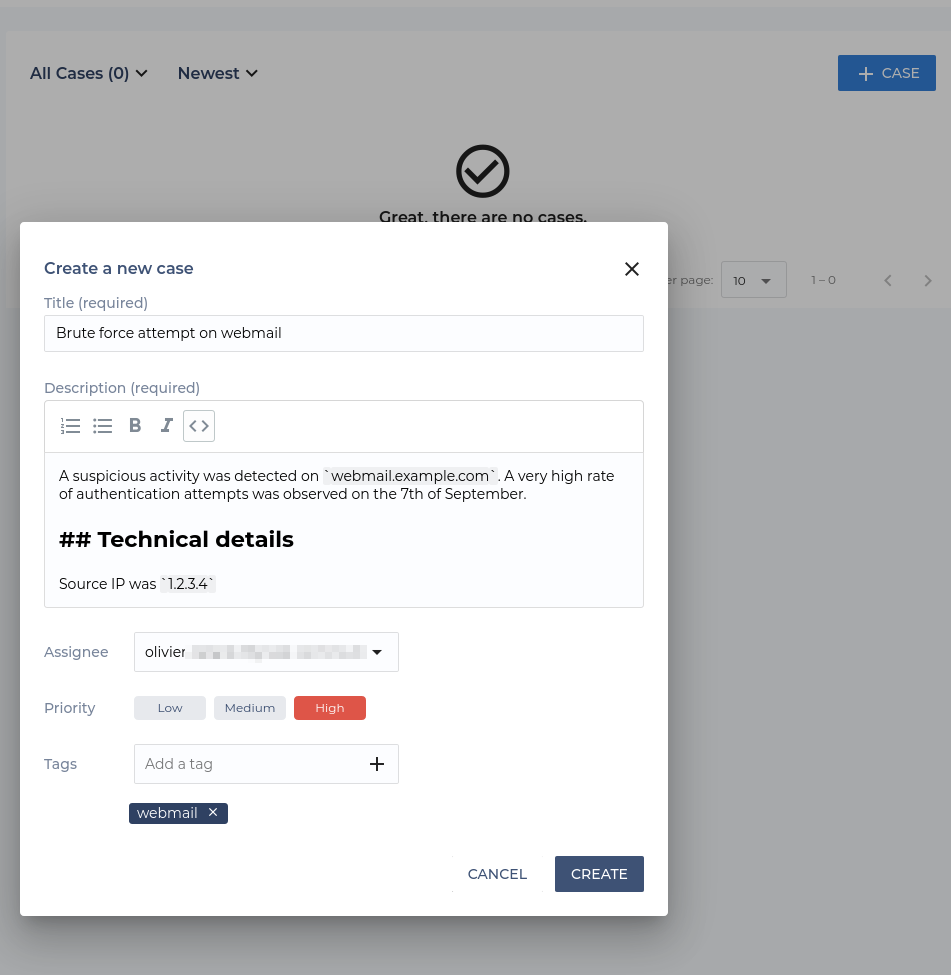 All Cases (0) Newest
+ CASE
Great, there are no cases.
per page: 10 1 – 0
Create a new case
Title (required)
Brute force attempt on webmail
Description (required)
A suspicious activity was detected on `webmail.example.com`. A very high rate
of authentication attempts was observed on the 7th of September.
## Technical details
Source IP was `1.2.3.4`
Assignee olivier
Priority Low Medium High
Tags Add a tag
webmail ×
CANCEL CREATE